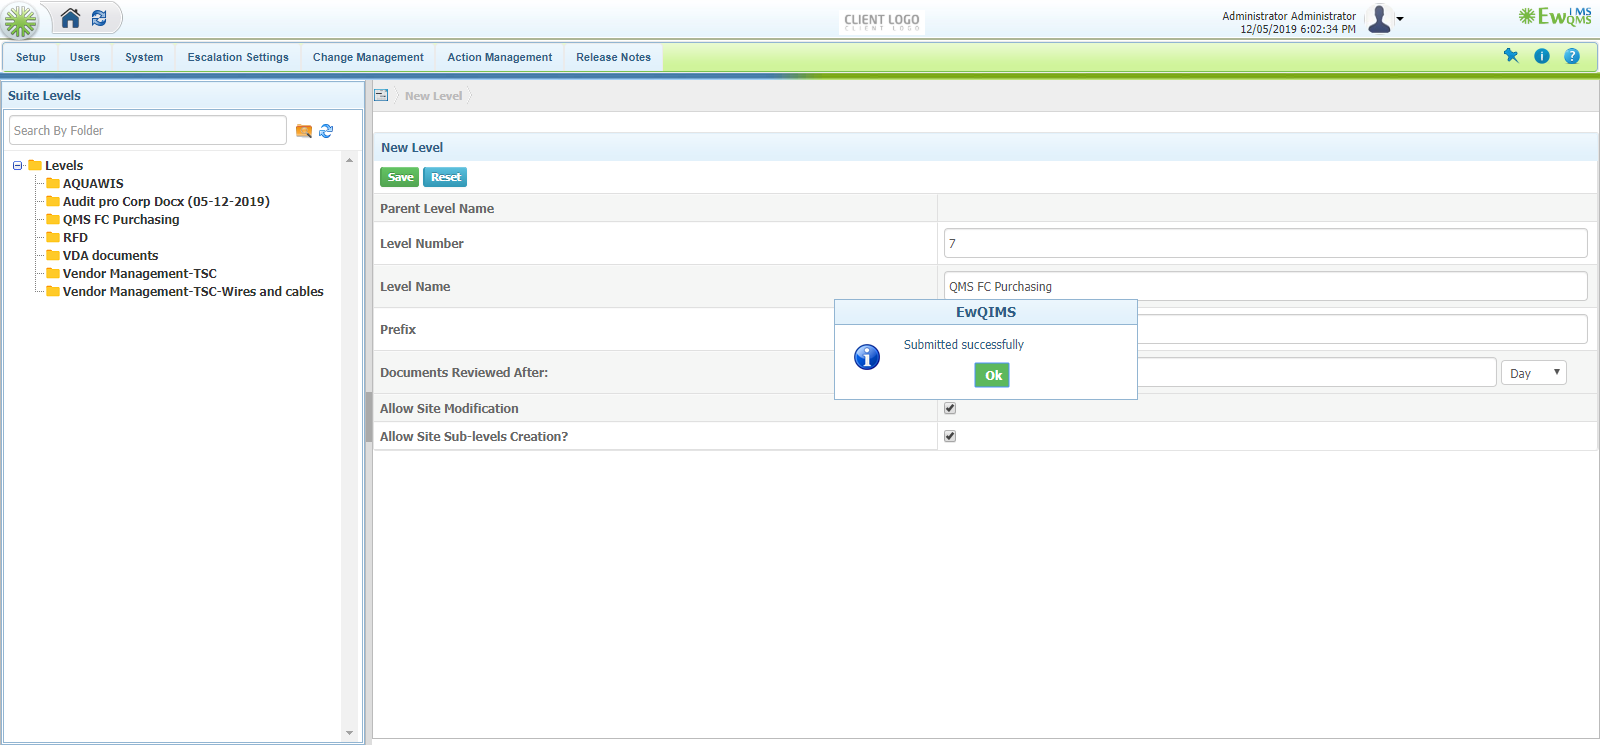 Administrator Administrator
12/05/2019 6:02:34 PM
CLIENT LOGO
CLIENT LOGO
EwQIMS
QMS
Setup Users System Escalation Settings Change Management Action Management Release Notes
Suite Levels
Search By Folder
Levels
AQUAWIS
Audit pro Corp Docx (05-12-2019)
QMS FC Purchasing
RFD
VDA documents
Vendor Management-TSC
Vendor Management-TSC-Wires and cables
New Level
New Level
Save Reset
Parent Level Name
Level Number 7
Level Name QMS FC Purchasing
Prefix
Documents Reviewed After: Day
Allow Site Modification
Allow Site Sub-levels Creation?
EwQIMS
Submitted successfully
Ok